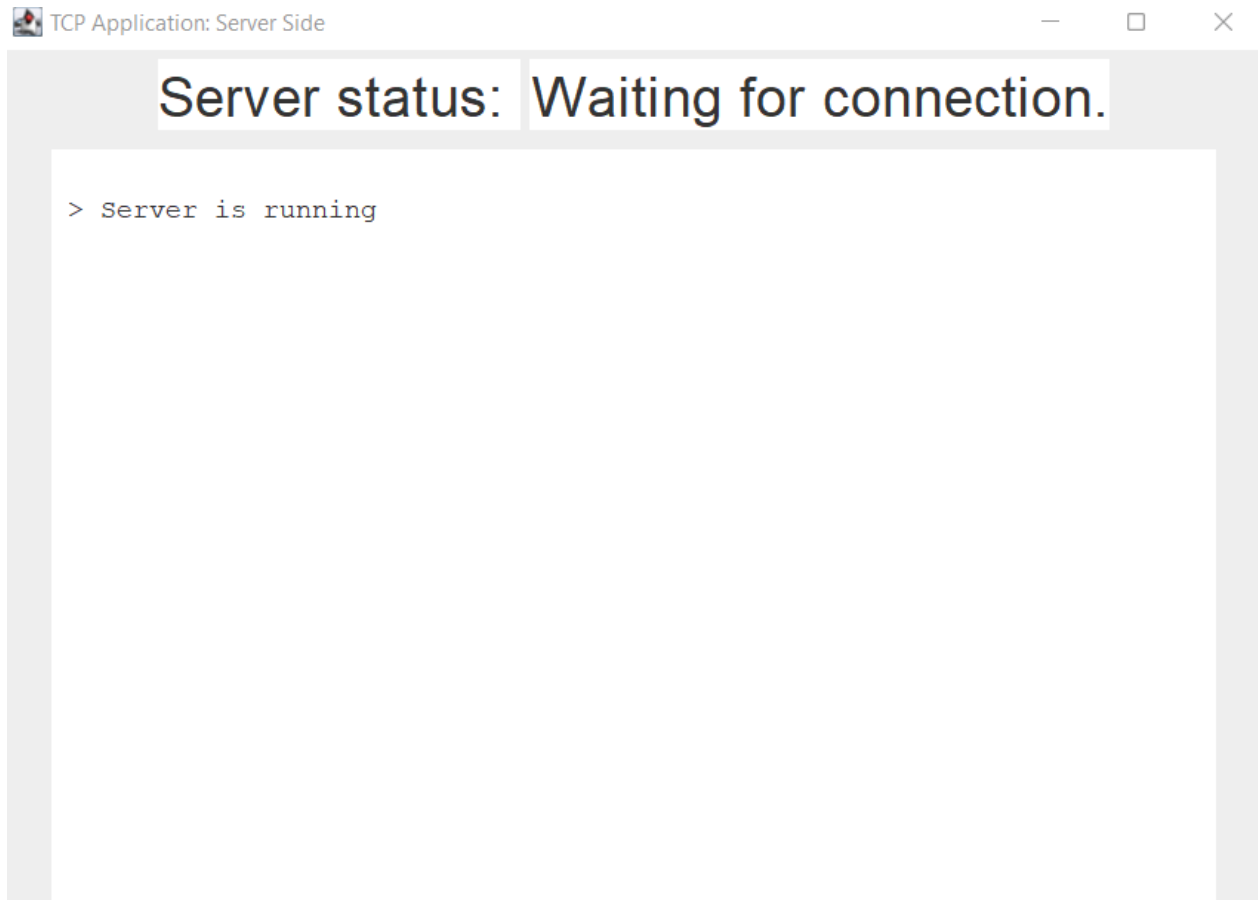 TCP Application: Server Side
Server status: Waiting for connection.
> Server is running